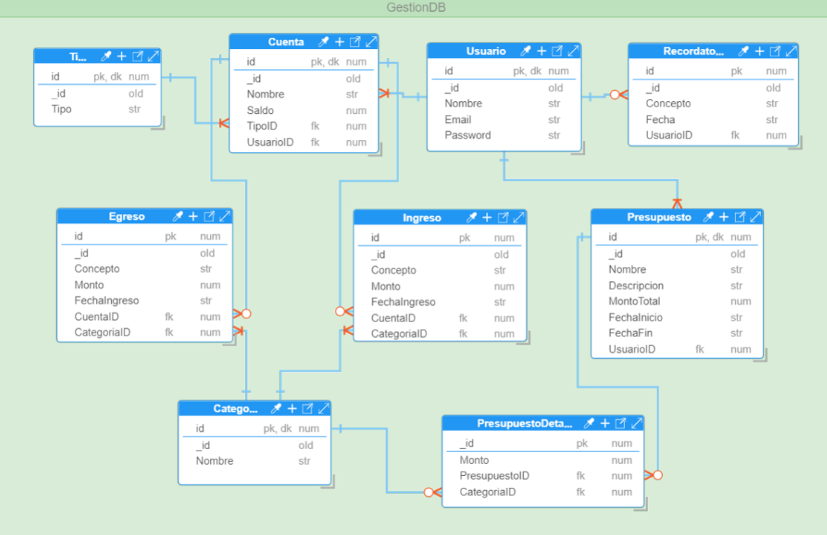 GestionDB
Ti...
id pk, dk num
_id old
Tipo str
Cuenta
id pk, dk num
_id old
Nombre str
Saldo num
TipoID fk num
UsuarioID fk num
Usuario
id pk, dk num
_id old
Nombre str
Email str
Password str
Recordato...
id pk num
_id old
Concepto str
Fecha str
UsuarioID fk num
Egreso
id pk num
_id old
Concepto str
Monto num
FechaIngreso str
CuentaID fk num
CategoriaID fk num
Ingreso
id pk num
_id old
Concepto str
Monto num
FechaIngreso str
CuentaID fk num
CategoriaID fk num
Presupuesto
id pk, dk num
_id old
Nombre str
Descripcion str
MontoTotal num
FechaInicio str
FechaFin str
UsuarioID fk num
Catego...
id pk, dk num
_id old
Nombre str
PresupuestoDeta...
_id pk num
Monto num
PresupuestoID fk num
CategoriaID fk num